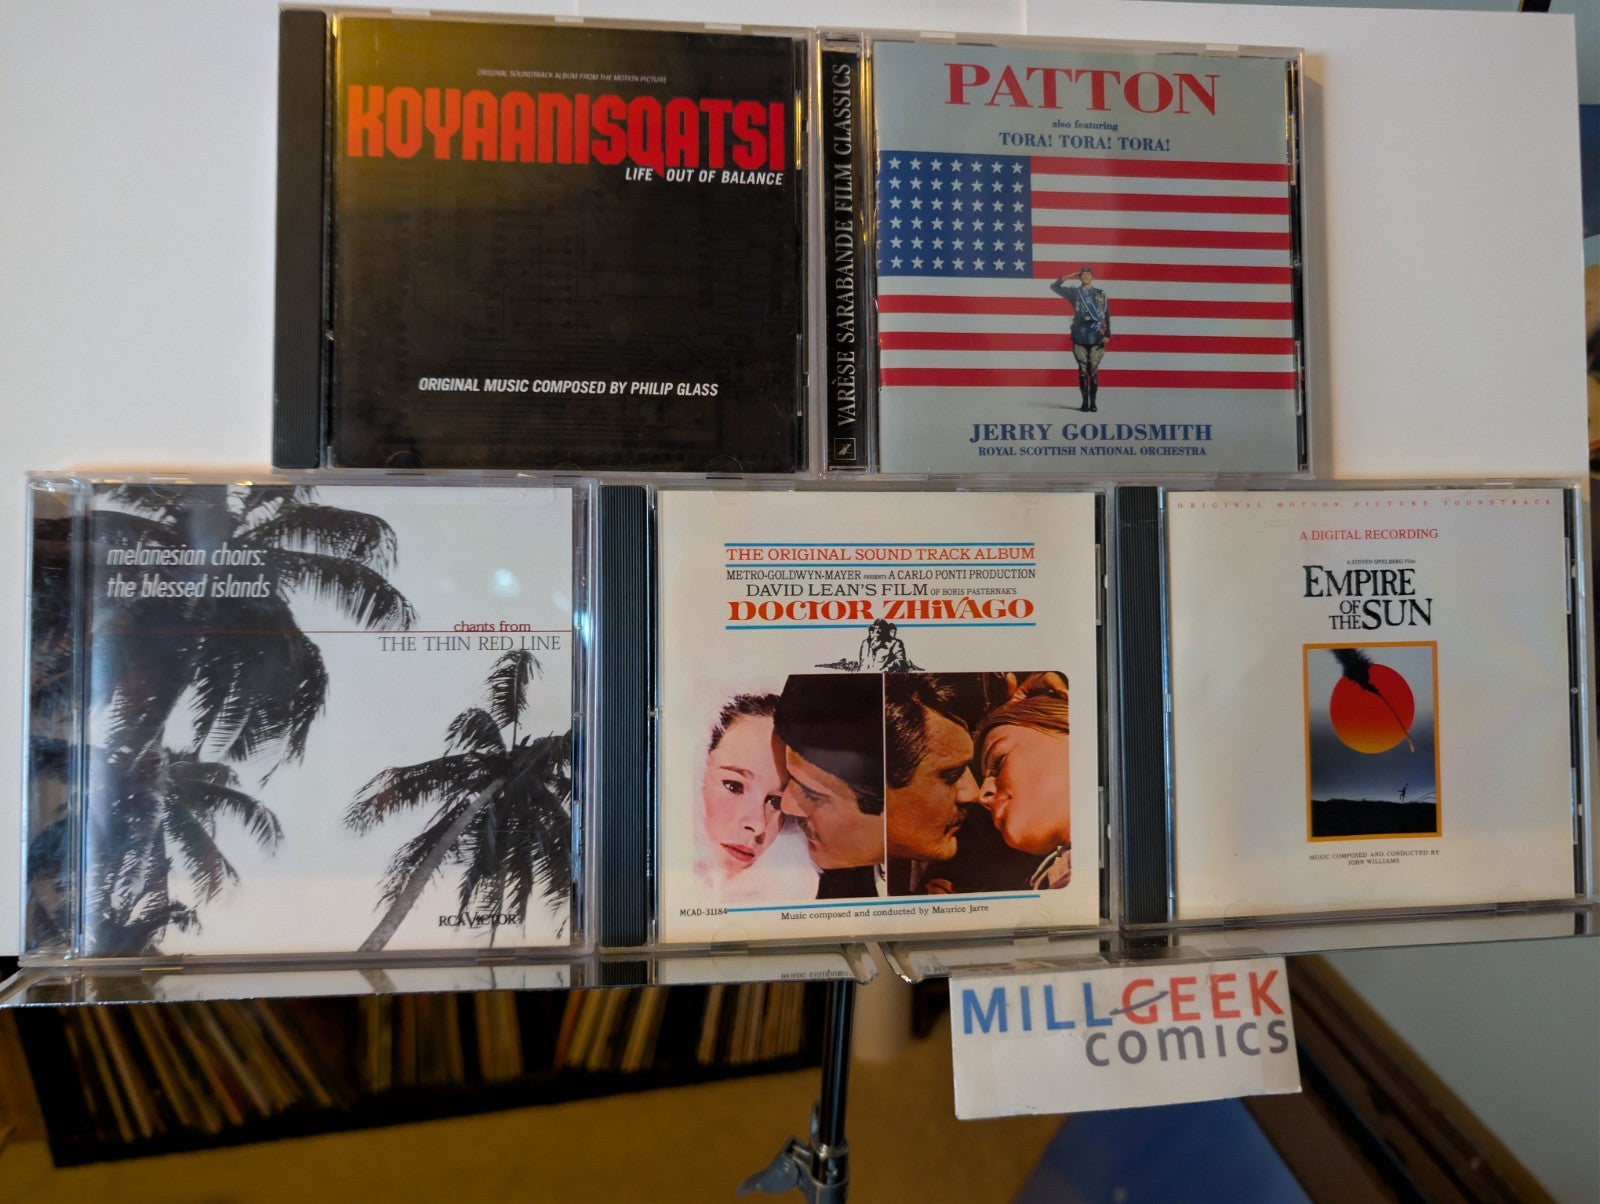 ORIGINAL SOUNDTRACK ALBUM FROM THE MOTION PICTURE
KOYAANISQATSI
LIFE OUT OF BALANCE
ORIGINAL MUSIC COMPOSED BY PHILIP GLASS
VARÈSE SARABANDE FILM CLASSICS
PATTON
also featuring
TORA! TORA! TORA!
JERRY GOLDSMITH
ROYAL SCOTTISH NATIONAL ORCHESTRA
melanesian choirs:
the blessed islands
chants from
THE THIN RED LINE
RCA VICTOR
THE ORIGINAL SOUND TRACK ALBUM
METRO-GOLDWYN-MAYER PRESENTS A CARLO PONTI PRODUCTION
DAVID LEAN'S FILM OF BORIS PASTERNAK'S
DOCTOR ZHiVAGO
MCAD-31184
Music composed and conducted by Maurice Jarre
ORIGINAL MOTION PICTURE SOUNDTRACK
A DIGITAL RECORDING
A STEVEN SPIELBERG Film
EMPIRE
OF
THE SUN
MUSIC COMPOSED AND CONDUCTED BY
JOHN WILLIAMS
MILL GEEK
comics